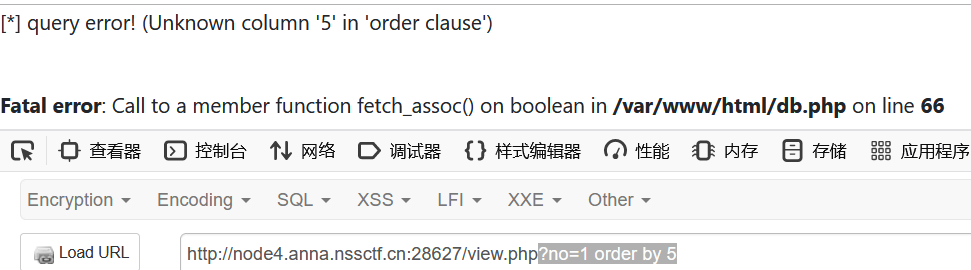 [*] query error! (Unknown column '5' in 'order clause')
Fatal error: Call to a member function fetch_assoc() on boolean in /var/www/html/db.php on line 66
查看器 控制台 网络 调试器 样式编辑器 性能 内存 存储 应用程序
Encryption Encoding SQL XSS LFI XXE Other
Load URL http://node4.anna.nssctf.cn:28627/view.php?no=1 order by 5